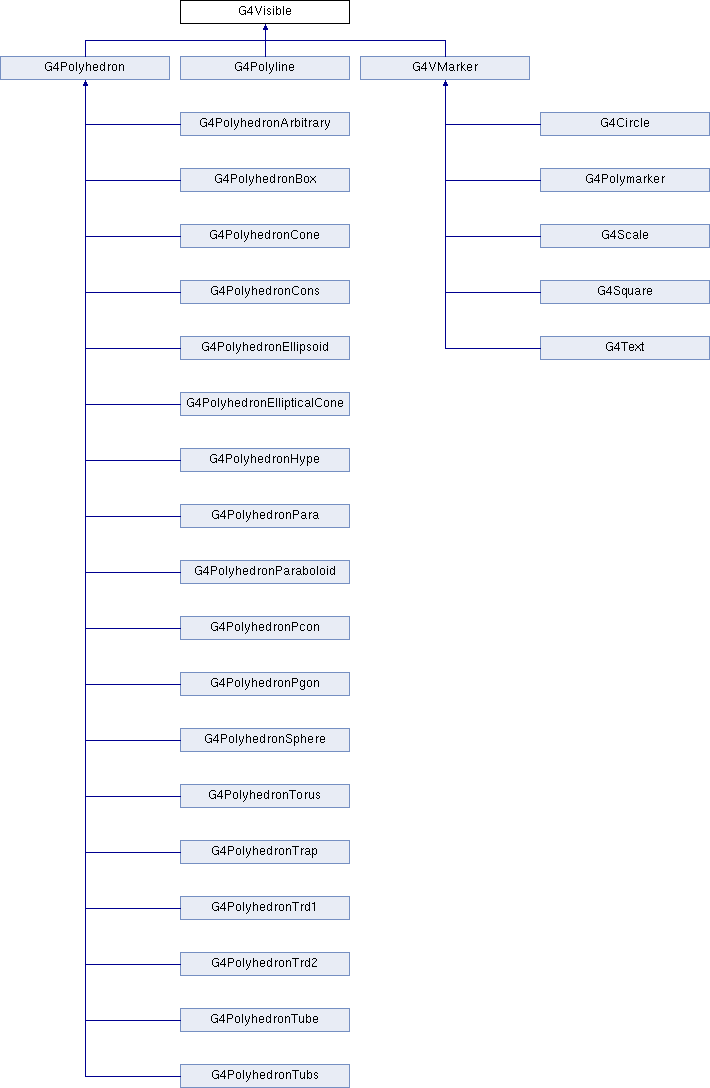 G4Visible
G4Polyhedron
G4Polyline
G4VMarker
G4PolyhedronArbitrary
G4Circle
G4PolyhedronBox
G4Polymarker
G4PolyhedronCone
G4Scale
G4PolyhedronCons
G4Square
G4PolyhedronEllipsoid
G4Text
G4PolyhedronEllipticalCone
G4PolyhedronHype
G4PolyhedronPara
G4PolyhedronParaboloid
G4PolyhedronPcon
G4PolyhedronPgon
G4PolyhedronSphere
G4PolyhedronTorus
G4PolyhedronTrap
G4PolyhedronTrd1
G4PolyhedronTrd2
G4PolyhedronTube
G4PolyhedronTubs